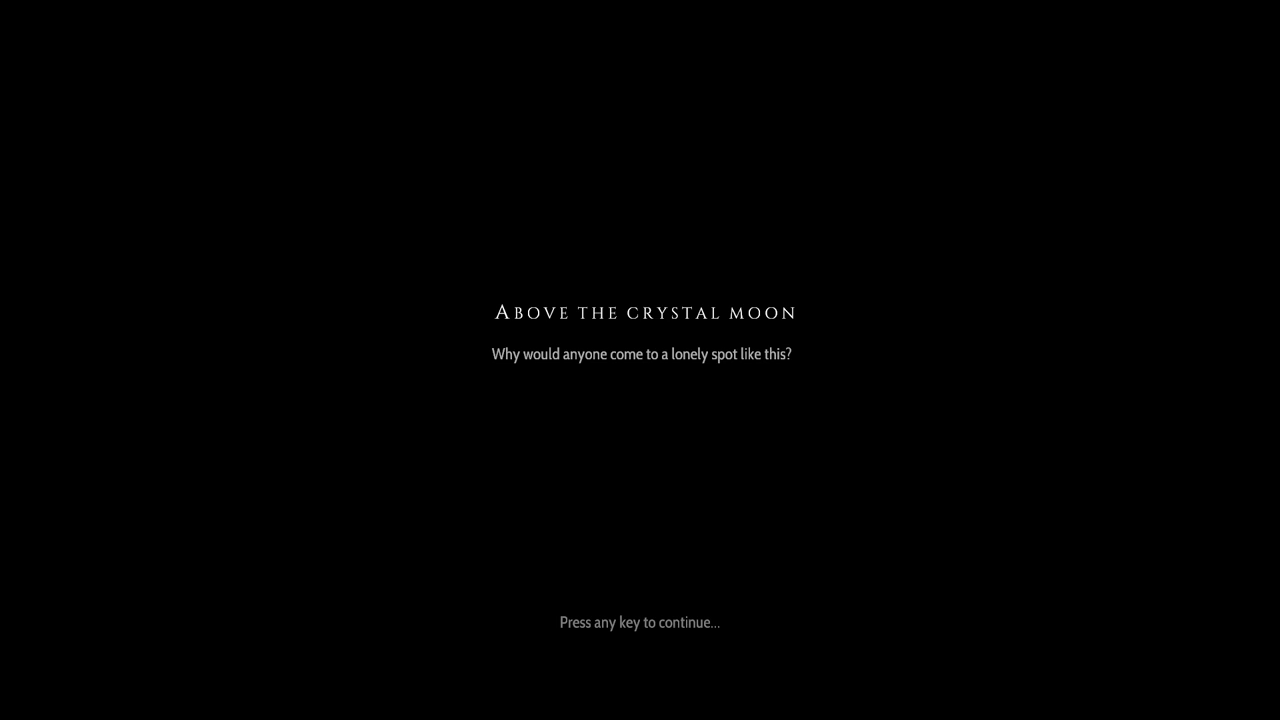 Above the crystal moon
Why would anyone come to a lonely spot like this?
Press any key to continue...